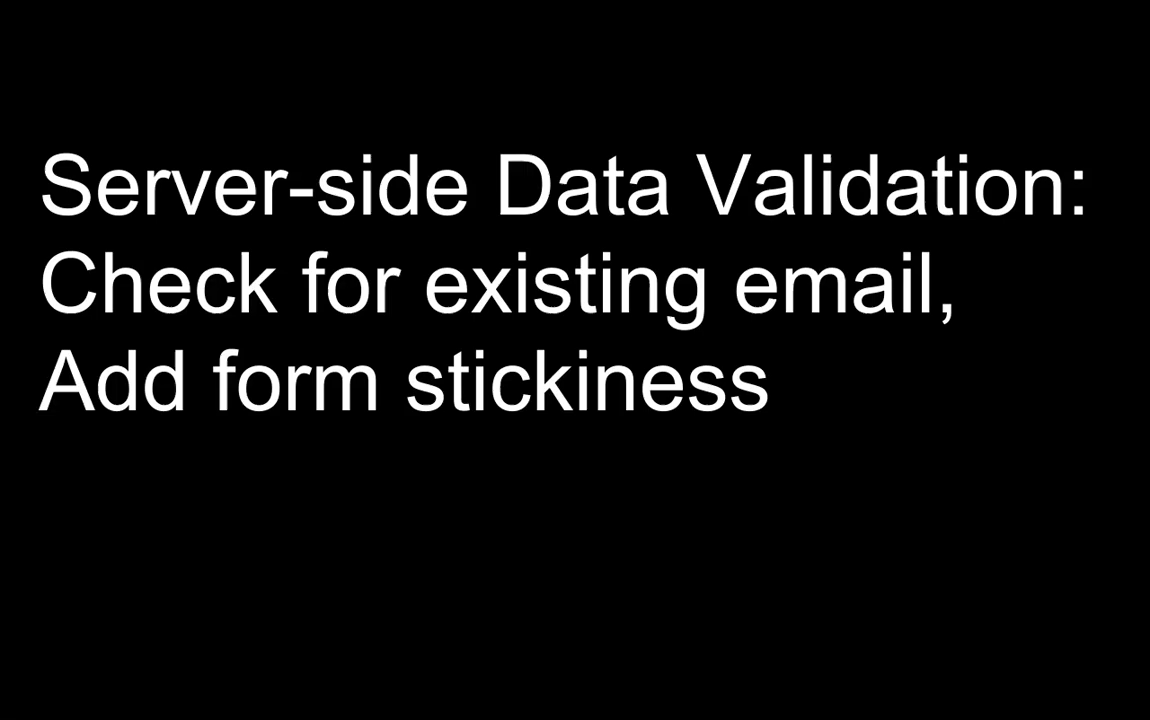 Server-side Data Validation:
Check for existing email,
Add form stickiness